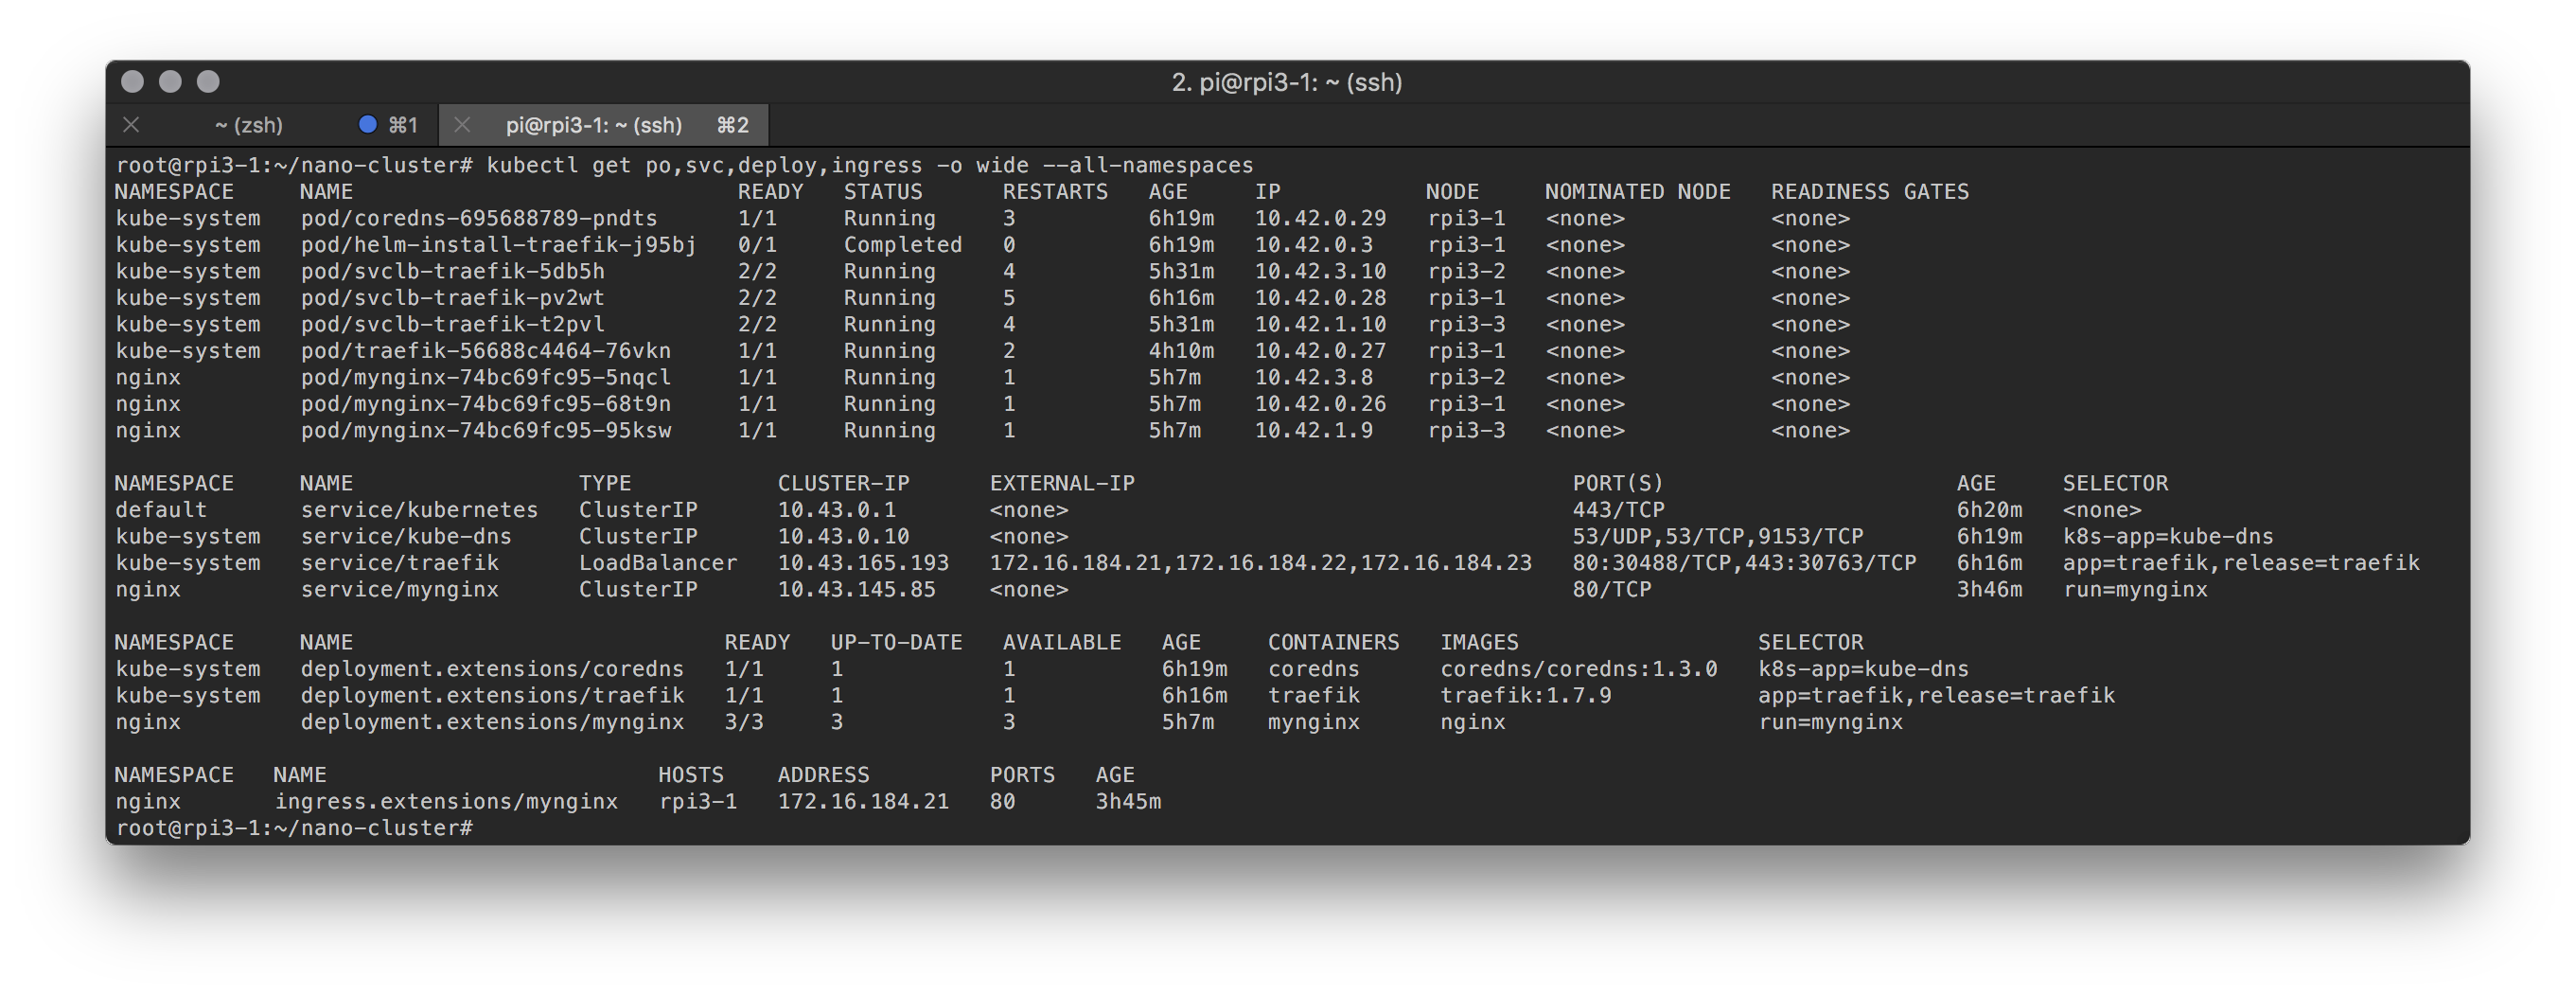 2. pi@rpi3-1: ~ (ssh)
~ (zsh) ⌘1 pi@rpi3-1: ~ (ssh) ⌘2
root@rpi3-1:~/nano-cluster# kubectl get po,svc,deploy,ingress -o wide --all-namespaces
NAMESPACE NAME READY STATUS RESTARTS AGE IP NODE NOMINATED NODE READINESS GATES
kube-system pod/coredns-695688789-pndts 1/1 Running 3 6h19m 10.42.0.29 rpi3-1 <none> <none>
kube-system pod/helm-install-traefik-j95bj 0/1 Completed 0 6h19m 10.42.0.3 rpi3-1 <none> <none>
kube-system pod/svclb-traefik-5db5h 2/2 Running 4 5h31m 10.42.3.10 rpi3-2 <none> <none>
kube-system pod/svclb-traefik-pv2wt 2/2 Running 5 6h16m 10.42.0.28 rpi3-1 <none> <none>
kube-system pod/svclb-traefik-t2pvl 2/2 Running 4 5h31m 10.42.1.10 rpi3-3 <none> <none>
kube-system pod/traefik-56688c4464-76vkn 1/1 Running 2 4h10m 10.42.0.27 rpi3-1 <none> <none>
nginx pod/mynginx-74bc69fc95-5nqcl 1/1 Running 1 5h7m 10.42.3.8 rpi3-2 <none> <none>
nginx pod/mynginx-74bc69fc95-68t9n 1/1 Running 1 5h7m 10.42.0.26 rpi3-1 <none> <none>
nginx pod/mynginx-74bc69fc95-95ksw 1/1 Running 1 5h7m 10.42.1.9 rpi3-3 <none> <none>
NAMESPACE NAME TYPE CLUSTER-IP EXTERNAL-IP PORT(S) AGE SELECTOR
default service/kubernetes ClusterIP 10.43.0.1 <none> 443/TCP 6h20m <none>
kube-system service/kube-dns ClusterIP 10.43.0.10 <none> 53/UDP,53/TCP,9153/TCP 6h19m k8s-app=kube-dns
kube-system service/traefik LoadBalancer 10.43.165.193 172.16.184.21,172.16.184.22,172.16.184.23 80:30488/TCP,443:30763/TCP 6h16m app=traefik,release=traefik
nginx service/mynginx ClusterIP 10.43.145.85 <none> 80/TCP 3h46m run=mynginx
NAMESPACE NAME READY UP-TO-DATE AVAILABLE AGE CONTAINERS IMAGES SELECTOR
kube-system deployment.extensions/coredns 1/1 1 1 6h19m coredns coredns/coredns:1.3.0 k8s-app=kube-dns
kube-system deployment.extensions/traefik 1/1 1 1 6h16m traefik traefik:1.7.9 app=traefik,release=traefik
nginx deployment.extensions/mynginx 3/3 3 3 5h7m mynginx nginx run=mynginx
NAMESPACE NAME HOSTS ADDRESS PORTS AGE
nginx ingress.extensions/mynginx rpi3-1 172.16.184.21 80 3h45m
root@rpi3-1:~/nano-cluster#